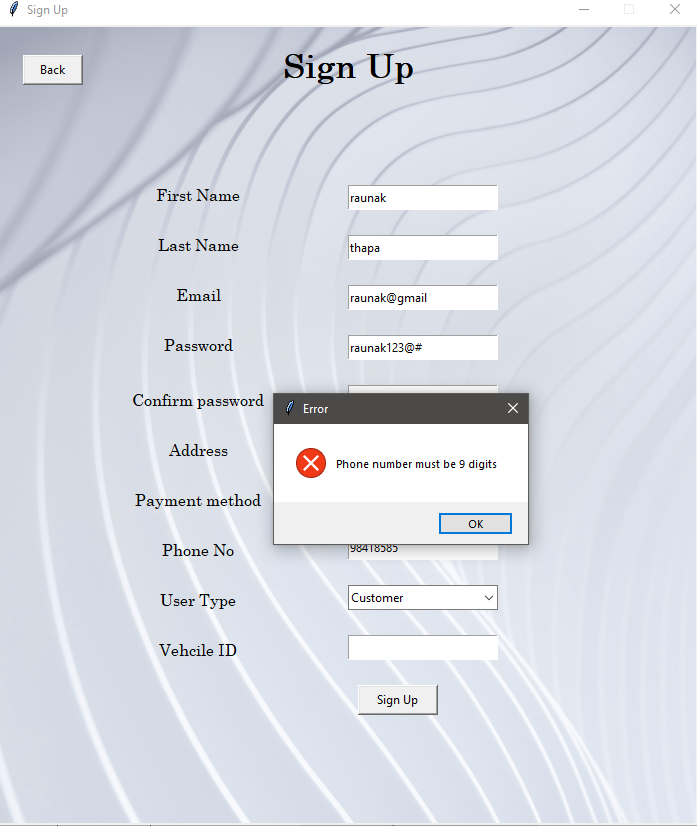 Sign Up
Back
Sign Up
First Name
raunak
Last Name
thapa
Email
raunak@gmail
Password
raunak123@#
Confirm password
Error
Address
Phone number must be 9 digits
Payment method
OK
Phone No
98418585
User Type
Customer
Vehcile ID
Sign Up